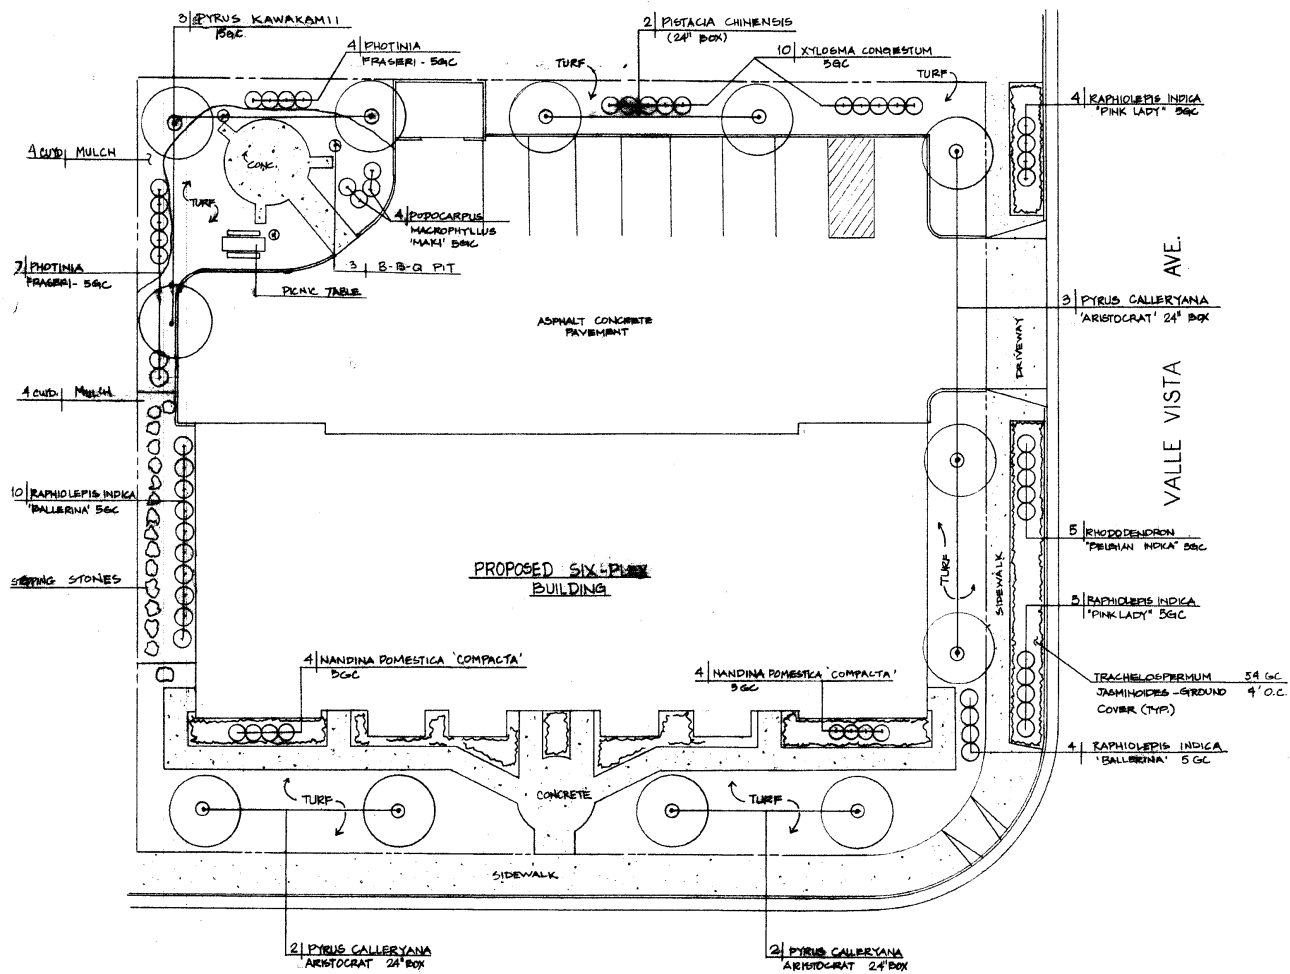 3 PYRUS KAWAKAMII
15GC
4 PHOTINIA
FRASERI - 5GC
2 PISTACIA CHINENSIS
(24" BOX)
10 XYLOSMA CONGESTUM
5GC
TURF
TURF
4 RAPHIOLEPIS INDICA
"PINK LADY" 5GC
4 CUYD. MULCH
CONC.
TURF
4 PODOCARPUS
MACROPHYLLUS
'MAKI' 5GC
7 PHOTINIA
FRASERI - 5GC
3 B-B-Q PIT
PICNIC TABLE
ASPHALT CONCRETE
PAVEMENT
VALLE VISTA AVE.
3 PYRUS CALLERYANA
'ARISTOCRAT' 24" BOX
DRIVEWAY
4 CUYD. MULCH
10 RAPHIOLEPIS INDICA
'BALLERINA' 5GC
5 RHODODENDRON
"BELGIAN INDICA" 5GC
STEPPING STONES
PROPOSED SIX-PLEX
BUILDING
TURF
SIDEWALK
5 RAPHIOLEPIS INDICA
"PINK LADY" 5GC
4 NANDINA DOMESTICA 'COMPACTA'
5GC
4 NANDINA DOMESTICA 'COMPACTA'
5GC
TRACHELOSPERMUM 54 GC
JASMINOIDES - GROUND 4' O.C.
COVER (TYP.)
4 RAPHIOLEPIS INDICA
'BALLERINA' 5 GC
TURF
CONCRETE
TURF
SIDEWALK
2 PYRUS CALLERYANA
ARISTOCRAT 24" BOX
2 PYRUS CALLERYANA
ARISTOCRAT 24" BOX